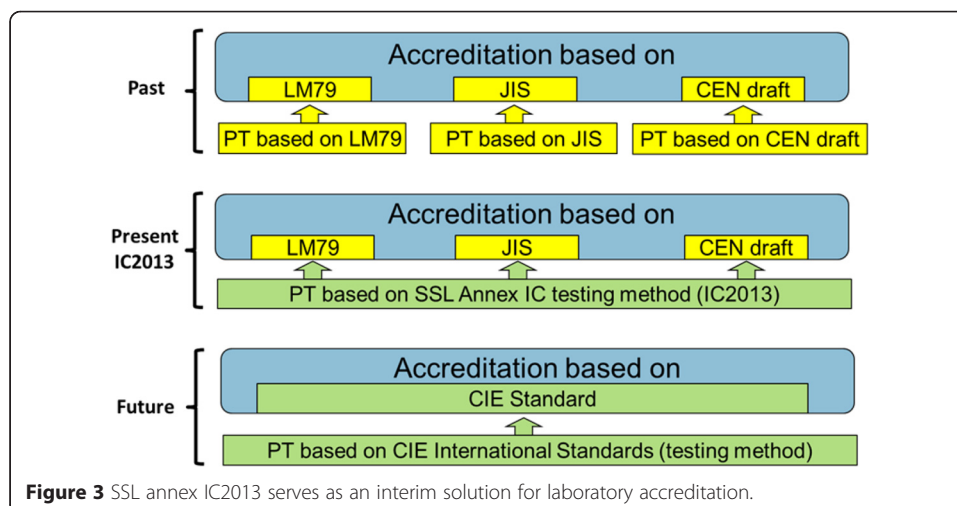 Past
Accreditation based on
LM79 JIS CEN draft
PT based on LM79 PT based on JIS PT based on CEN draft
Present
IC2013
Accreditation based on
LM79 JIS CEN draft
PT based on SSL Annex IC testing method (IC2013)
Future
Accreditation based on
CIE Standard
PT based on CIE International Standards (testing method)
Figure 3 SSL annex IC2013 serves as an interim solution for laboratory accreditation.